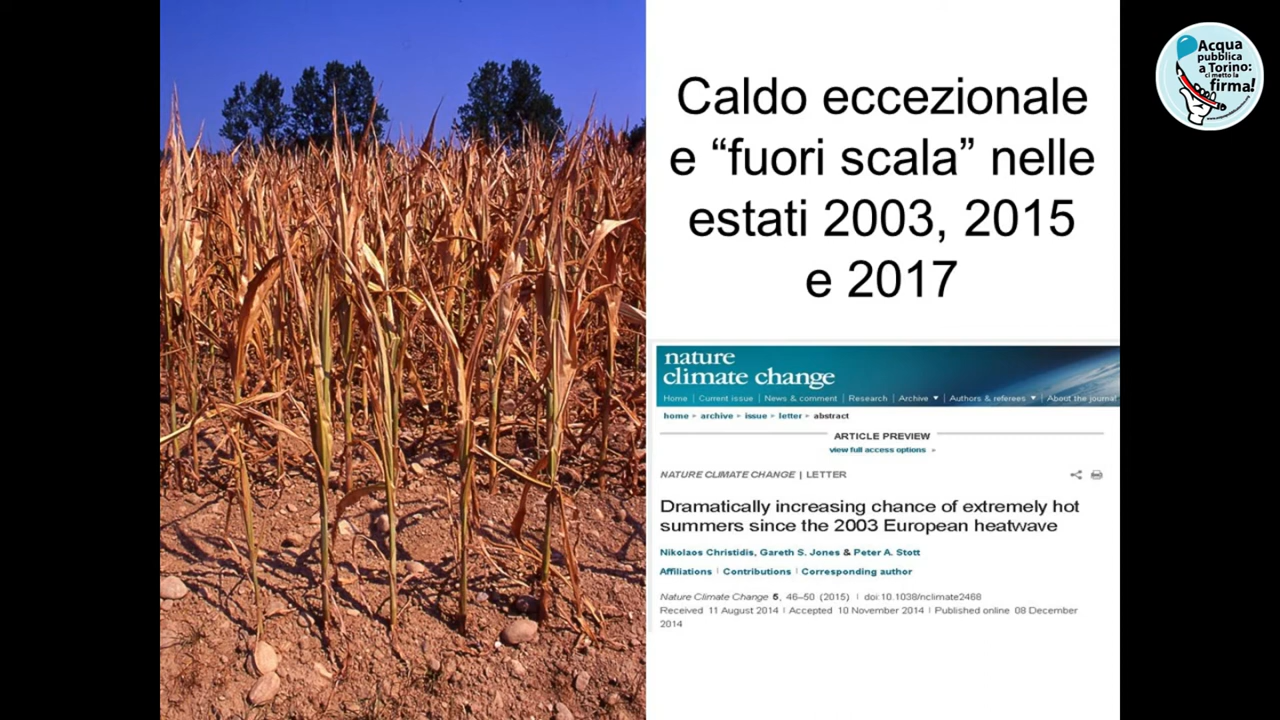 Caldo eccezionale
e “fuori scala” nelle
estati 2003, 2015
e 2017
Acqua
pubblica
a Torino:
ci metto la
firma!
nature
climate change
Home | Current issue | News & comment | Research | Archive ▼ | Authors & referees ▼ | About the journal
home ▸ archive ▸ issue ▸ letter ▸ abstract
ARTICLE PREVIEW
view full access options ▸
NATURE CLIMATE CHANGE | LETTER
Dramatically increasing chance of extremely hot
summers since the 2003 European heatwave
Nikolaos Christidis, Gareth S. Jones & Peter A. Stott
Affiliations | Contributions | Corresponding author
Nature Climate Change 5, 46–50 (2015) | doi:10.1038/nclimate2468
Received 11 August 2014 | Accepted 10 November 2014 | Published online 08 December
2014